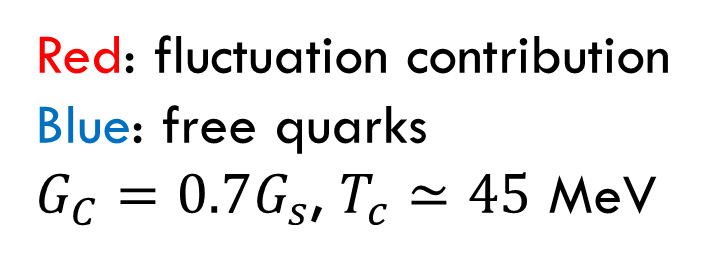 Red: fluctuation contribution
Blue: free quarks
G_C = 0.7G_s, T_c ≃ 45 MeV